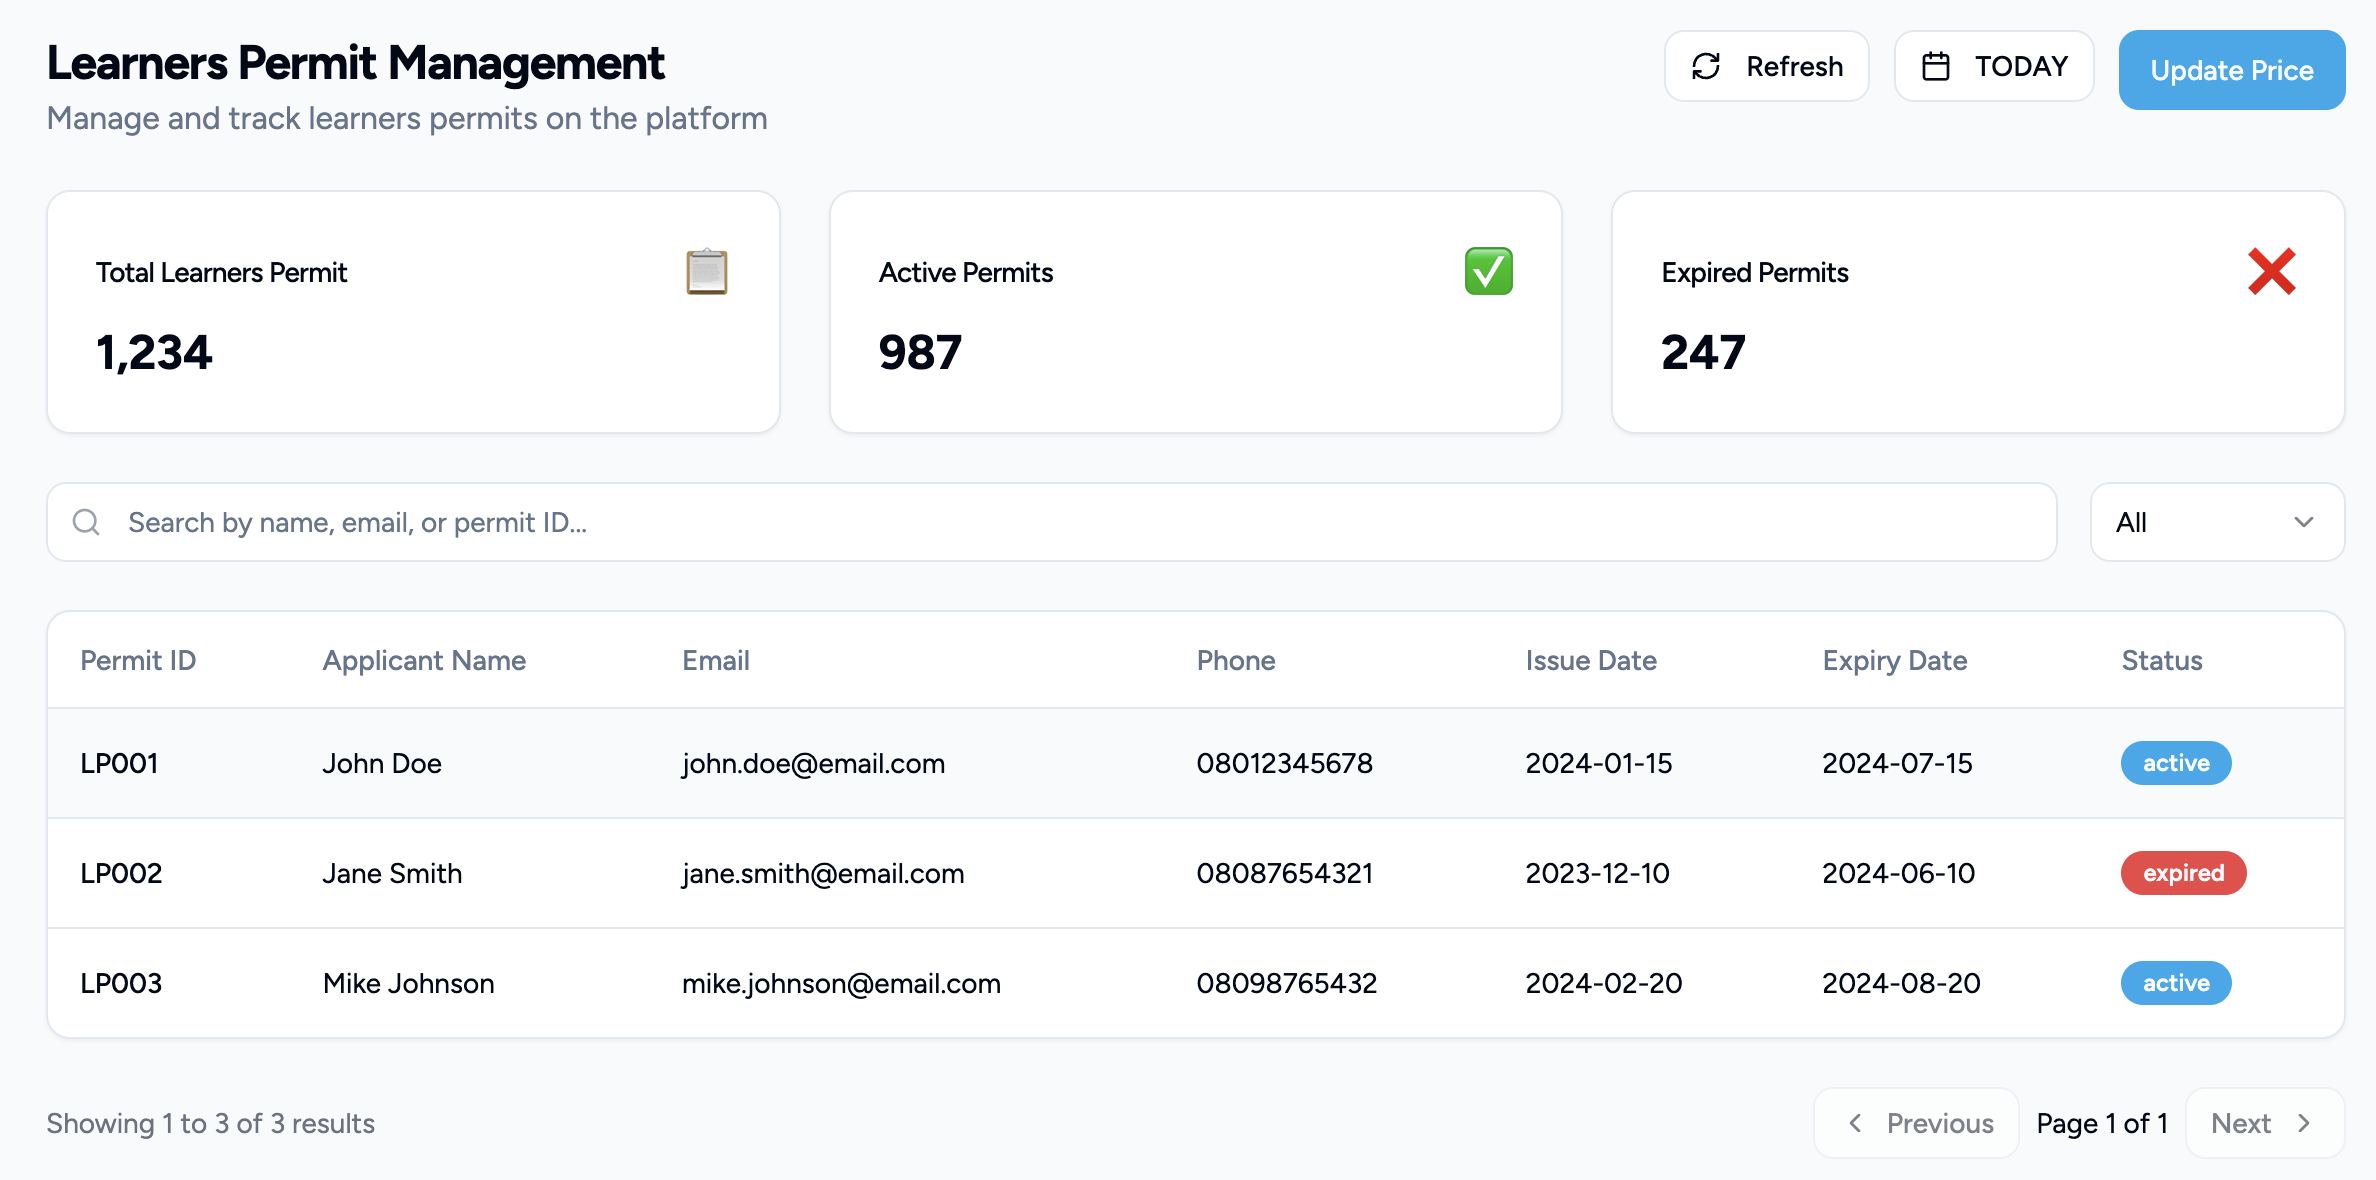 Learners Permit Management
Manage and track learners permits on the platform
Refresh
TODAY
Update Price
Total Learners Permit
1,234
Active Permits
987
Expired Permits
247
Search by name, email, or permit ID...
All
Permit ID Applicant Name Email Phone Issue Date Expiry Date Status
LP001 John Doe john.doe@email.com 08012345678 2024-01-15 2024-07-15 active
LP002 Jane Smith jane.smith@email.com 08087654321 2023-12-10 2024-06-10 expired
LP003 Mike Johnson mike.johnson@email.com 08098765432 2024-02-20 2024-08-20 active
Showing 1 to 3 of 3 results
Previous
Page 1 of 1
Next